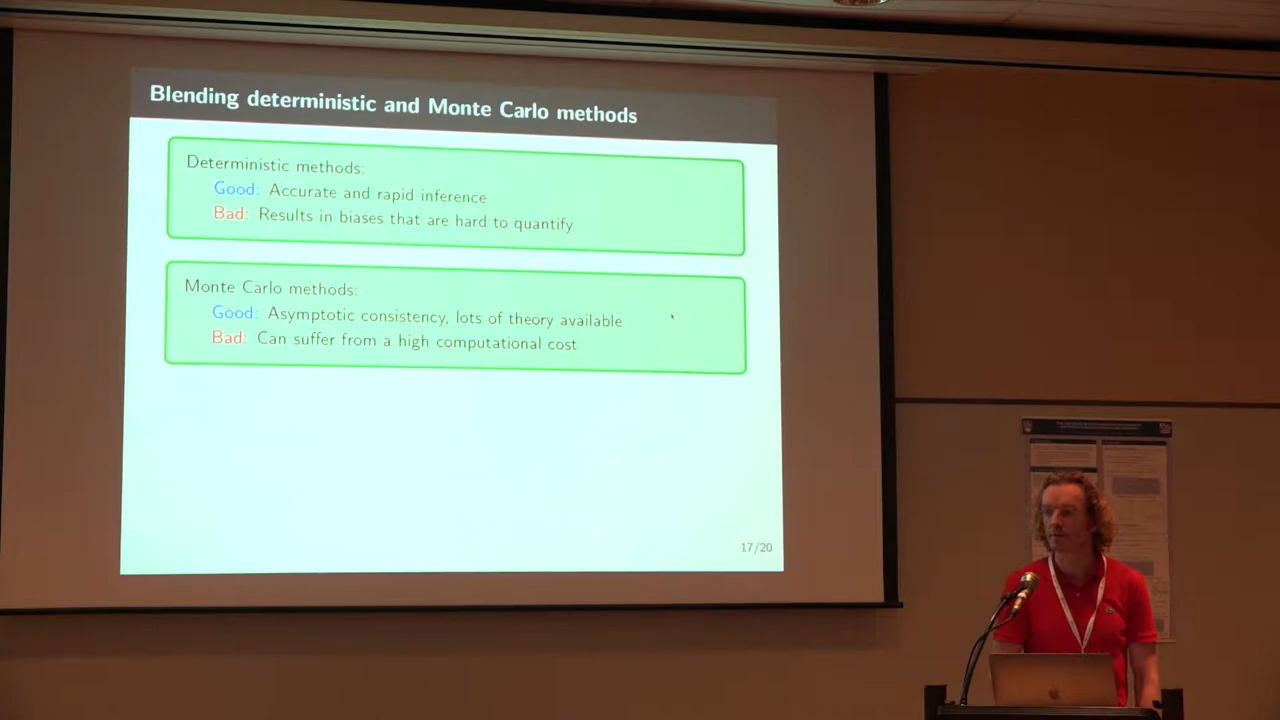 Blending deterministic and Monte Carlo methods
Deterministic methods:
Good: Accurate and rapid inference
Bad: Results in biases that are hard to quantify
Monte Carlo methods:
Good: Asymptotic consistency, lots of theory available
Bad: Can suffer from a high computational cost
17/20